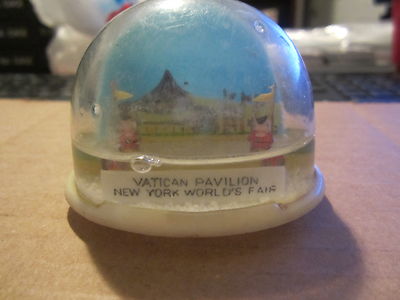 VATICAN PAVILION
NEW YORK WORLD'S FAIR